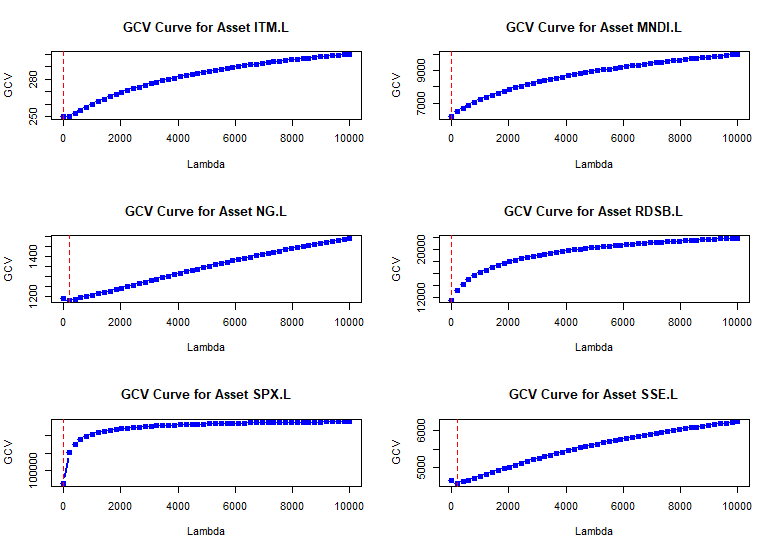 GCV Curve for Asset ITM.L
GCV
250 280
0 2000 4000 6000 8000 10000
Lambda
GCV Curve for Asset MNDI.L
GCV
7000 9000
0 2000 4000 6000 8000 10000
Lambda
GCV Curve for Asset NG.L
GCV
1200 1400
0 2000 4000 6000 8000 10000
Lambda
GCV Curve for Asset RDSB.L
GCV
12000 20000
0 2000 4000 6000 8000 10000
Lambda
GCV Curve for Asset SPX.L
GCV
100000
0 2000 4000 6000 8000 10000
Lambda
GCV Curve for Asset SSE.L
GCV
5000 6000
0 2000 4000 6000 8000 10000
Lambda